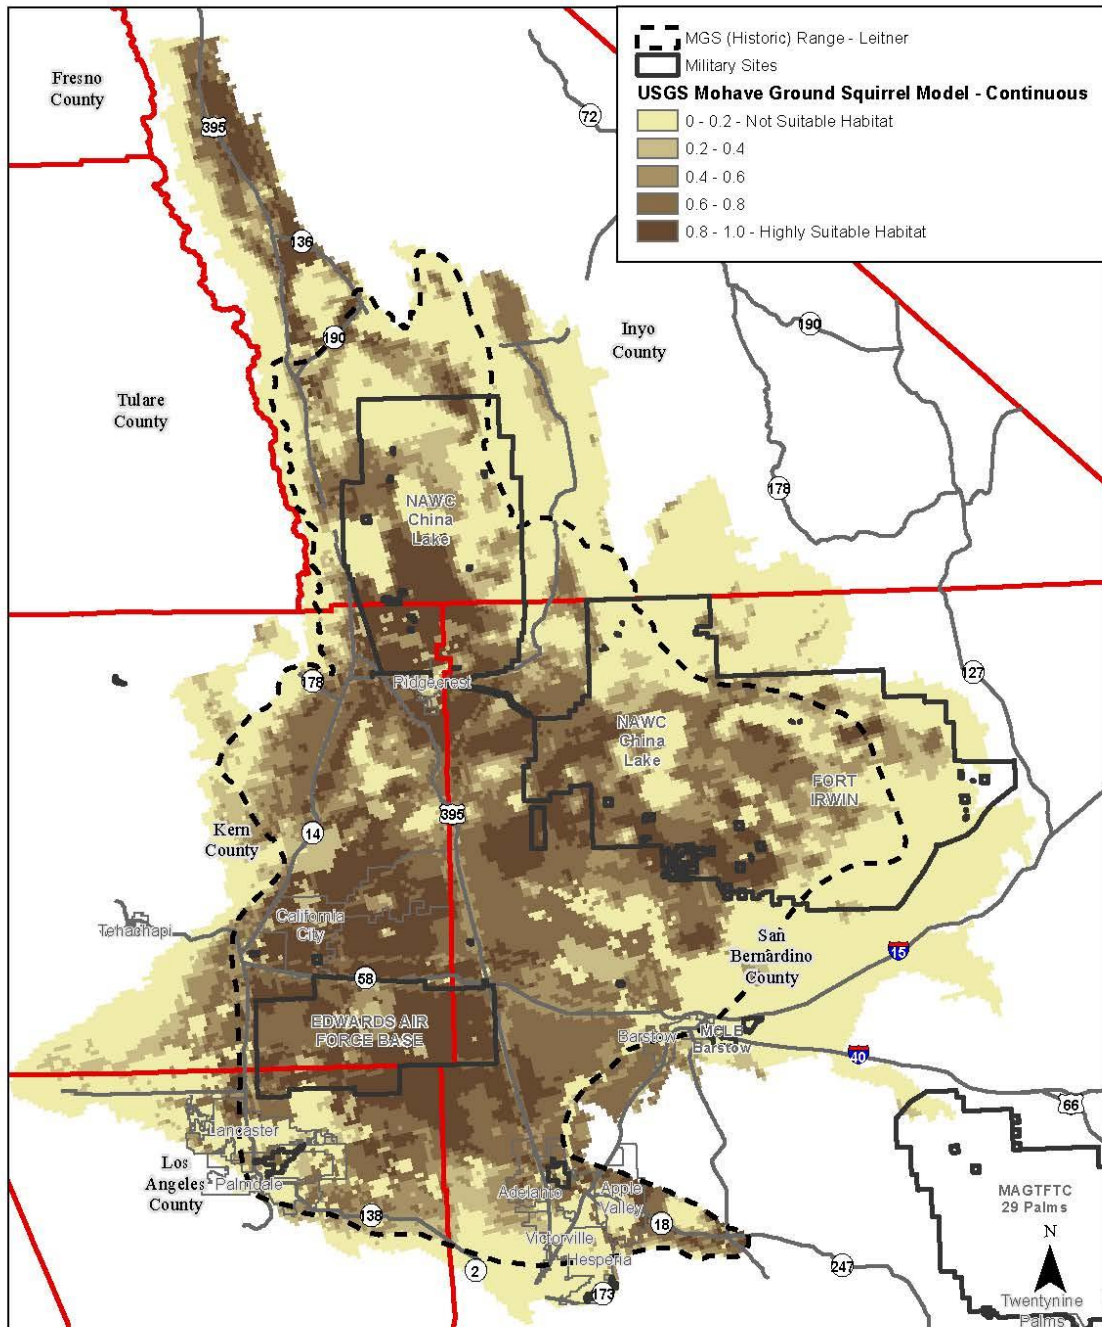 MGS (Historic) Range - Leitner
Military Sites
USGS Mohave Ground Squirrel Model - Continuous
0 - 0.2 - Not Suitable Habitat
0.2 - 0.4
0.4 - 0.6
0.6 - 0.8
0.8 - 1.0 - Highly Suitable Habitat
Fresno
County
395
72
136
190
190
Inyo
County
Tulare
County
178
NAWC
China
Lake
178
127
Ridgecrest
NAWC
China
Lake
FORT
IRWIN
395
Kern
County
14
California
City
Tehachapi
San
Bernardino
County
15
58
EDWARDS AIR
FORCE BASE
Barstow
MCLB
Barstow
40
66
Lancaster
Los
Angeles
County
Palmdale
Adelanto
Apple
Valley
MAGTFTC
29 Palms
138
18
Victorville
Hesperia
N
2
247
173
Twentynine
Palms